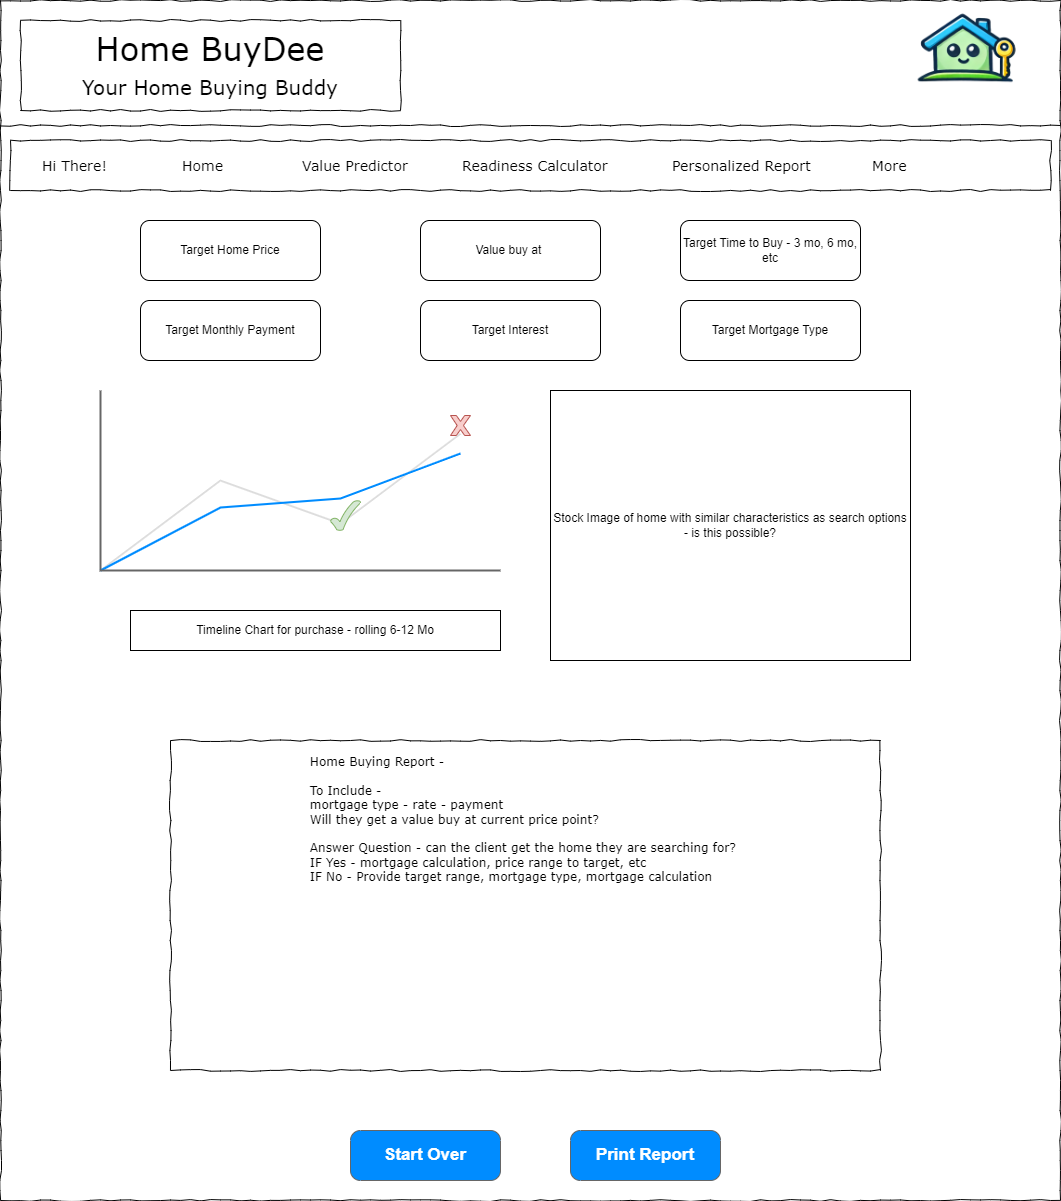 Home BuyDee
Your Home Buying Buddy
Hi There!
Home
Value Predictor
Readiness Calculator
Personalized Report
More
Target Home Price
Value buy at
Target Time to Buy - 3 mo, 6 mo,
etc
Target Monthly Payment
Target Interest
Target Mortgage Type
X
Stock Image of home with similar characteristics as search options
- is this possible?
Timeline Chart for purchase - rolling 6-12 Mo
Home Buying Report -
To Include -
mortgage type - rate - payment
Will they get a value buy at current price point?
Answer Question - can the client get the home they are searching for?
IF Yes - mortgage calculation, price range to target, etc
IF No - Provide target range, mortgage type, mortgage calculation
Start Over
Print Report